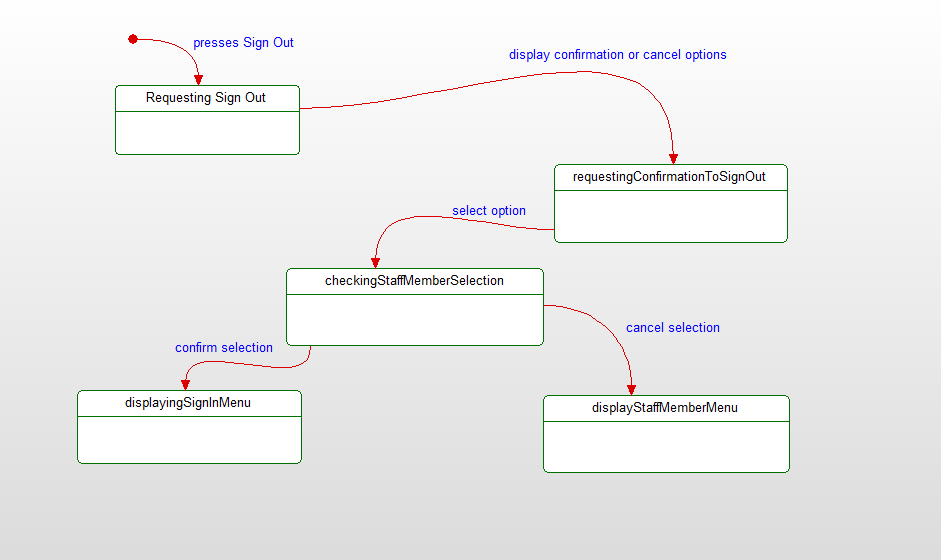 presses Sign Out
display confirmation or cancel options
Requesting Sign Out
requestingConfirmationToSignOut
select option
checkingStaffMemberSelection
cancel selection
confirm selection
displayingSignInMenu
displayStaffMemberMenu